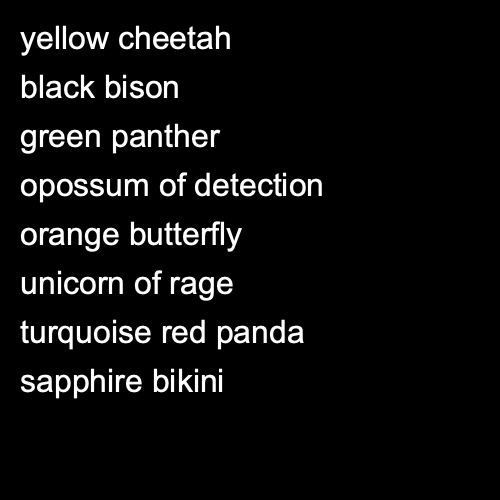 yellow cheetah
black bison
green panther
opossum of detection
orange butterfly
unicorn of rage
turquoise red panda
sapphire bikini